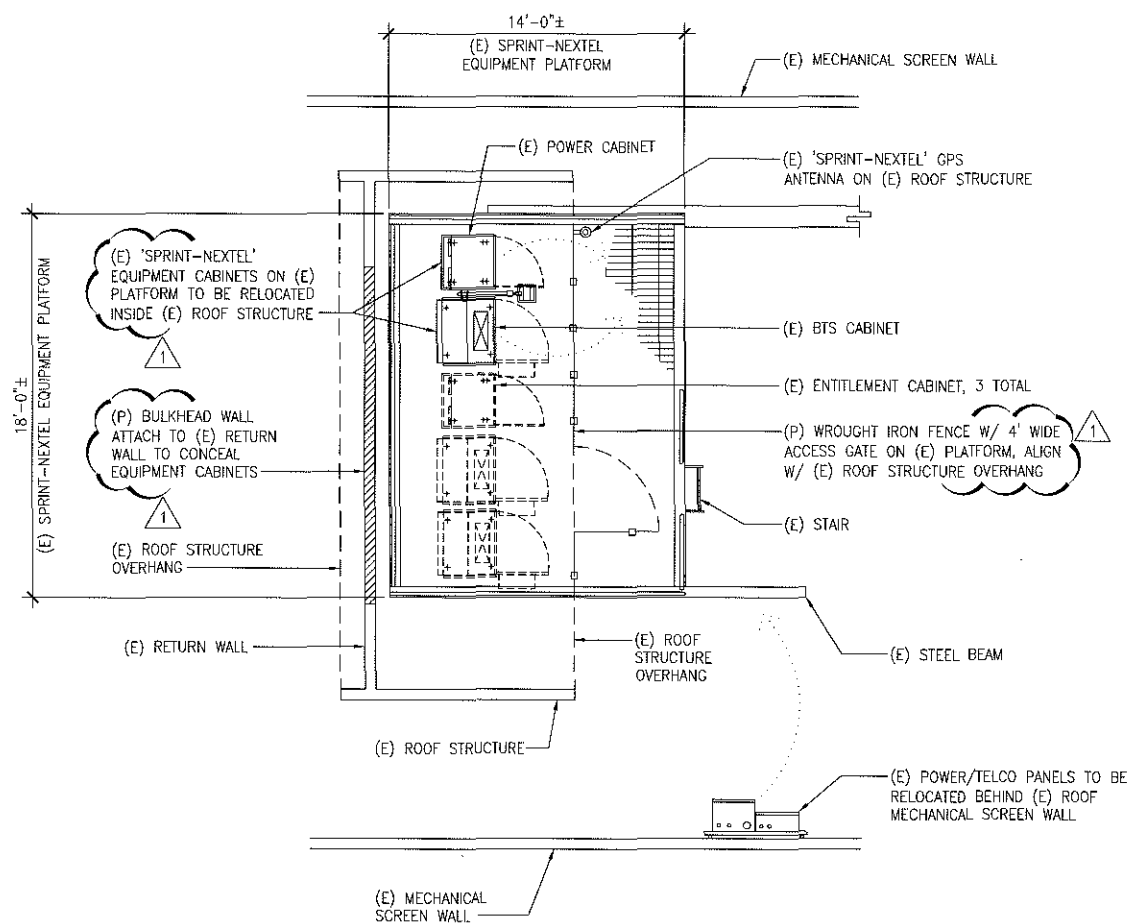 14'-0"±
(E) SPRINT-NEXTEL
EQUIPMENT PLATFORM
(E) MECHANICAL SCREEN WALL
(E) POWER CABINET
(E) 'SPRINT-NEXTEL' GPS
ANTENNA ON (E) ROOF STRUCTURE
18'-0"±
(E) SPRINT-NEXTEL EQUIPMENT PLATFORM
(E) 'SPRINT-NEXTEL'
EQUIPMENT CABINETS ON (E)
PLATFORM TO BE RELOCATED
INSIDE (E) ROOF STRUCTURE
1
(E) BTS CABINET
(E) ENTITLEMENT CABINET, 3 TOTAL
(P) BULKHEAD WALL
ATTACH TO (E) RETURN
WALL TO CONCEAL
EQUIPMENT CABINETS
1
(P) WROUGHT IRON FENCE W/ 4' WIDE
ACCESS GATE ON (E) PLATFORM, ALIGN
W/ (E) ROOF STRUCTURE OVERHANG
1
(E) STAIR
(E) ROOF STRUCTURE
OVERHANG
(E) RETURN WALL
(E) ROOF
STRUCTURE
OVERHANG
(E) STEEL BEAM
(E) ROOF STRUCTURE
(E) POWER/TELCO PANELS TO BE
RELOCATED BEHIND (E) ROOF
MECHANICAL SCREEN WALL
(E) MECHANICAL
SCREEN WALL